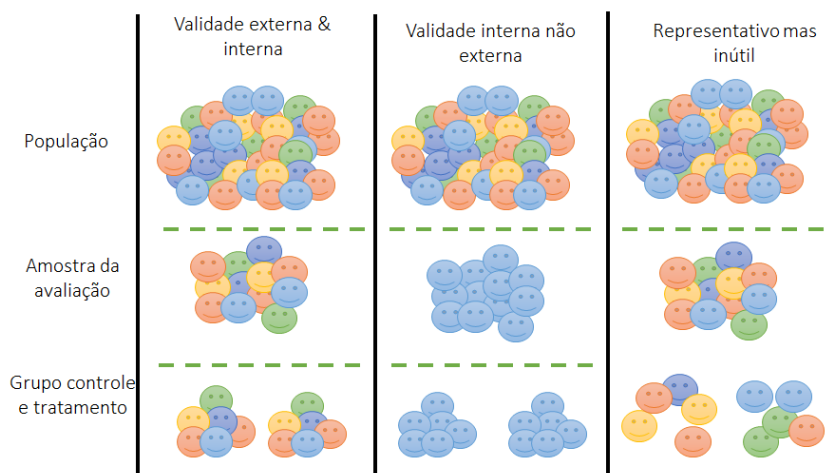 Validade externa &
interna
Validade interna não
externa
Representativo mas
inútil
População
Amostra da
avaliação
Grupo controle
e tratamento